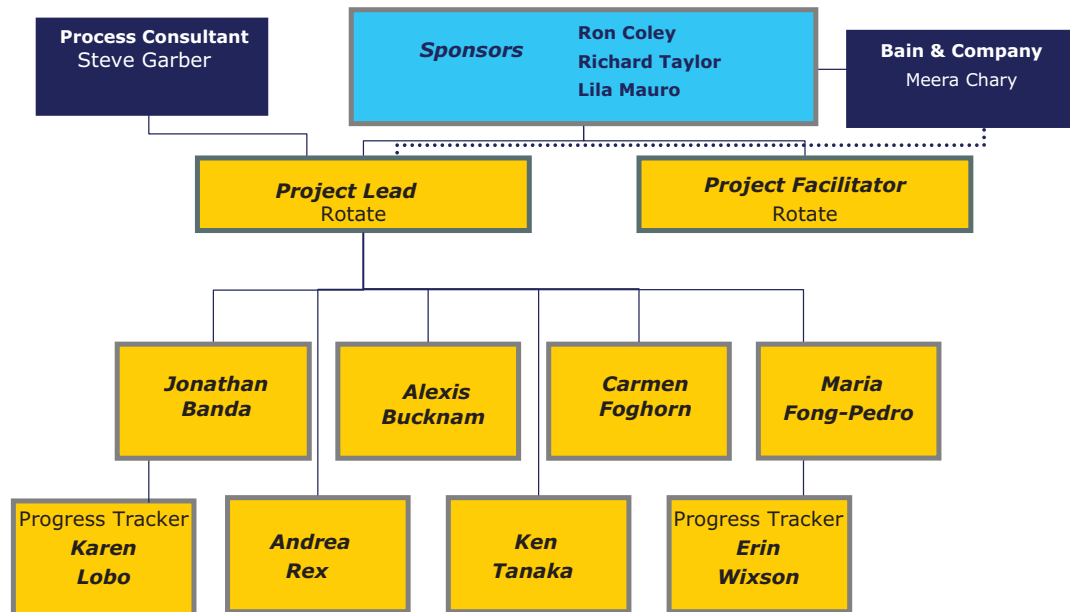 Process Consultant
Steve Garber
Sponsors
Ron Coley
Richard Taylor
Lila Mauro
Bain & Company
Meera Chary
Project Lead
Rotate
Project Facilitator
Rotate
Jonathan
Banda
Alexis
Bucknam
Carmen
Foghorn
Maria
Fong-Pedro
Progress Tracker
Karen
Lobo
Andrea
Rex
Ken
Tanaka
Progress Tracker
Erin
Wixson